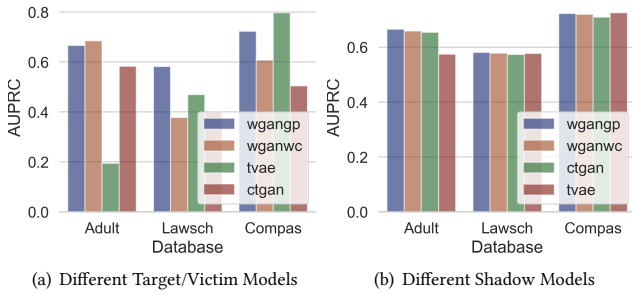 0.8
0.6
0.4
0.2
0.0
AUPRC
wgangp
wganwc
tvae
ctgan
Adult
Lawsch
Compas
Database
(a) Different Target/Victim Models
0.6
0.4
0.2
0.0
AUPRC
wgangp
wganwc
ctgan
tvae
Adult
Lawsch
Compas
Database
(b) Different Shadow Models